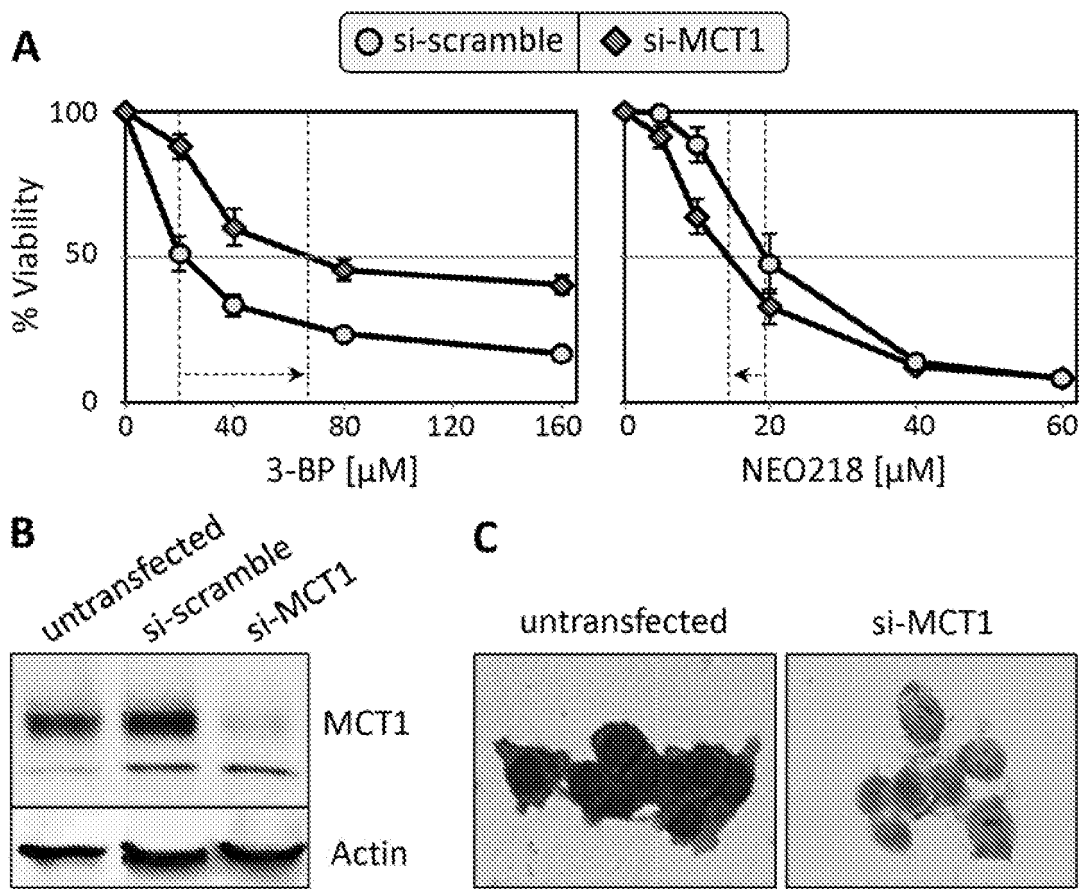 A
si-scramble si-MCT1
% Viability
100
50
0
0 40 80 120 160
3-BP [µM]
0 20 40 60
NEO218 [µM]
B
untransfected
si-scramble
si-MCT1
MCT1
Actin
C
untransfected si-MCT1